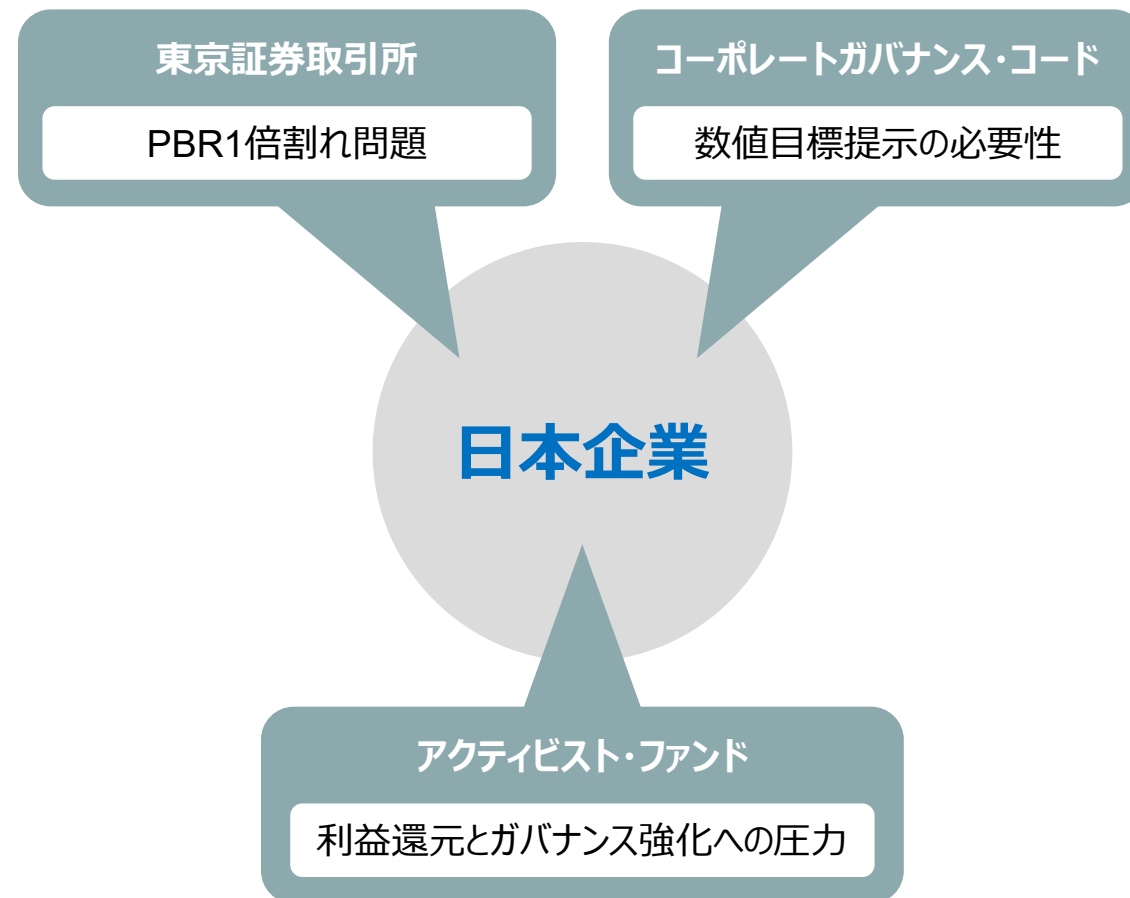 東京証券取引所
PBR1倍割れ問題
コーポレートガバナンス・コード
数値目標提示の必要性
日本企業
アクティビスト・ファンド
利益還元とガバナンス強化への圧力